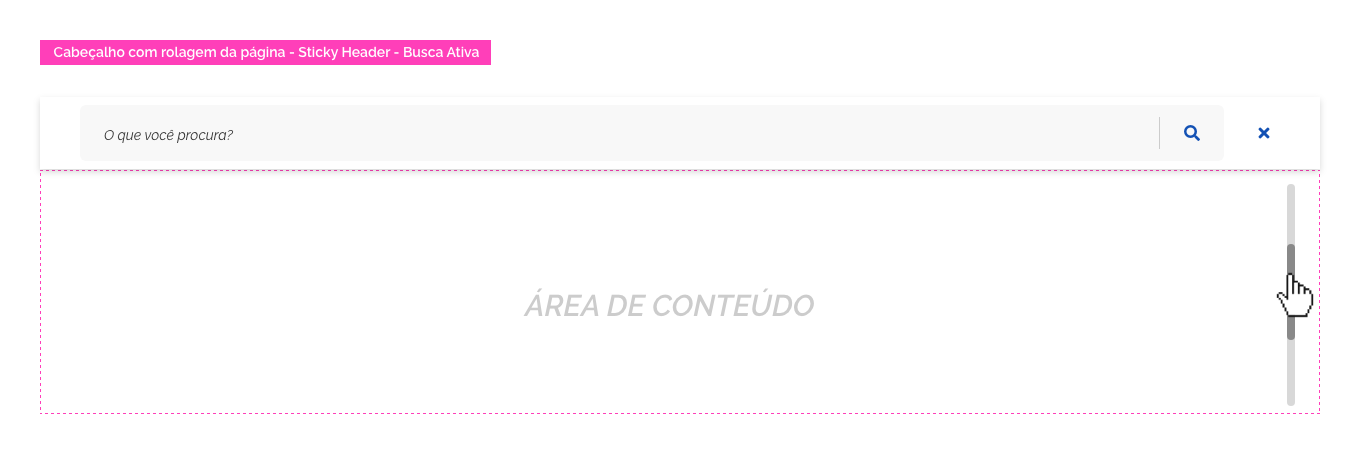 Cabeçalho com rolagem da página - Sticky Header - Busca Ativa
O que você procura?
ÁREA DE CONTEÚDO